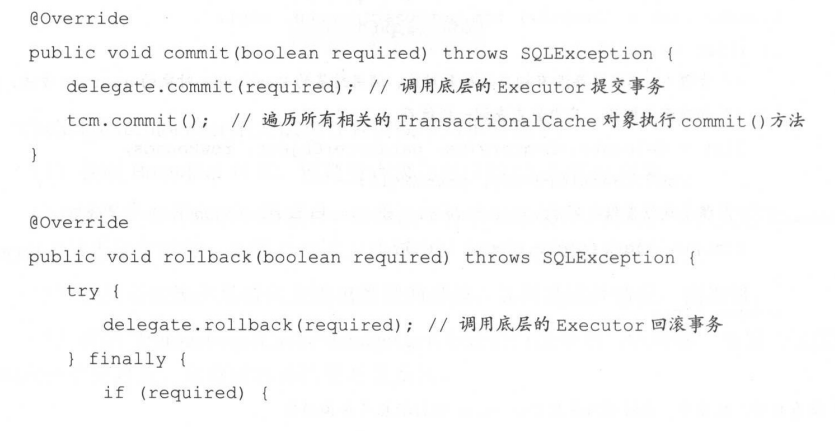 @Override
public void commit(boolean required) throws SQLException {
delegate.commit(required); // 调用底层的 Executor 提交事务
tcm.commit(); // 遍历所有相关的 TransactionalCache 对象执行 commit()方法
}
@Override
public void rollback(boolean required) throws SQLException {
try {
delegate.rollback(required); // 调用底层的 Executor 回滚事务
} finally {
if (required) {